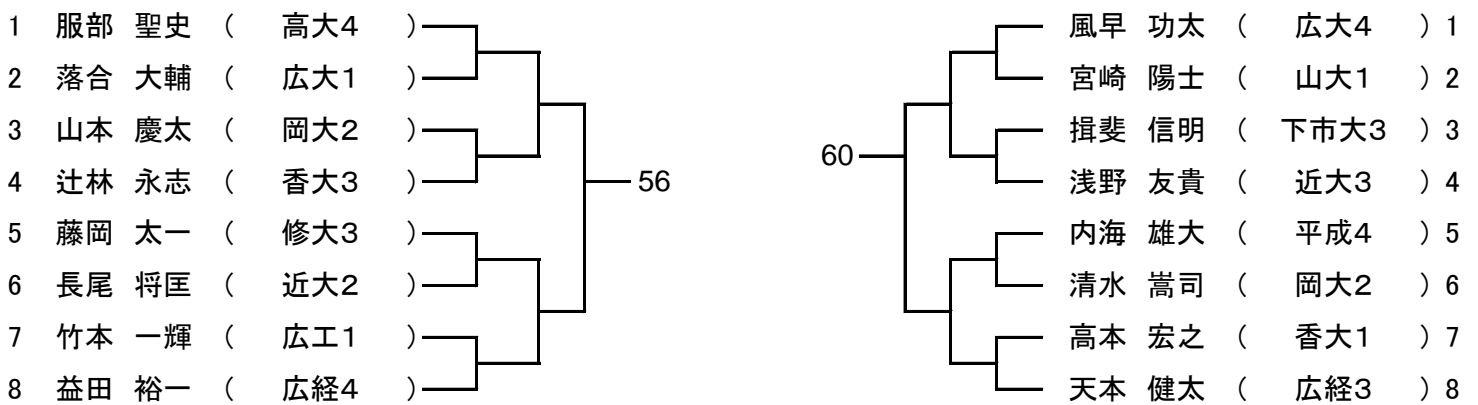 1 服部 聖史 ( 高大4 )
2 落合 大輔 ( 広大1 )
3 山本 慶太 ( 岡大2 )
4 辻林 永志 ( 香大3 )
5 藤岡 太一 ( 修大3 )
6 長尾 将匡 ( 近大2 )
7 竹本 一輝 ( 広工1 )
8 益田 裕一 ( 広経4 )
56
60
風早 功太 ( 広大4 ) 1
宮崎 陽士 ( 山大1 ) 2
揖斐 信明 ( 下市大3 ) 3
浅野 友貴 ( 近大3 ) 4
内海 雄大 ( 平成4 ) 5
清水 嵩司 ( 岡大2 ) 6
高本 宏之 ( 香大1 ) 7
天本 健太 ( 広経3 ) 8